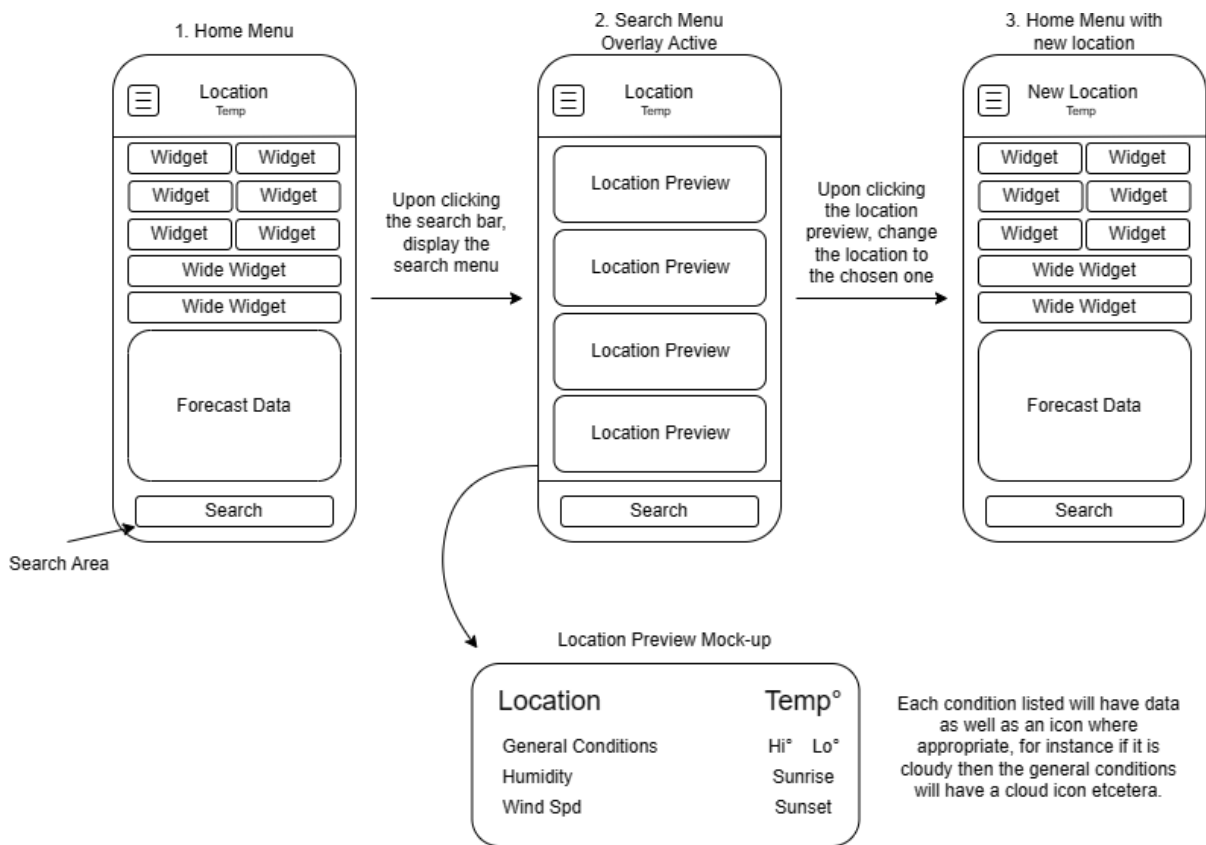 1. Home Menu
Location
Temp
Widget Widget
Widget Widget
Widget Widget
Wide Widget
Wide Widget
Forecast Data
Search
Search Area
Upon clicking
the search bar,
display the
search menu
2. Search Menu
Overlay Active
Location
Temp
Location Preview
Location Preview
Location Preview
Location Preview
Search
Upon clicking
the location
preview, change
the location to
the chosen one
3. Home Menu with
new location
New Location
Temp
Widget Widget
Widget Widget
Widget Widget
Wide Widget
Wide Widget
Forecast Data
Search
Location Preview Mock-up
Location Temp°
General Conditions Hi° Lo°
Humidity Sunrise
Wind Spd Sunset
Each condition listed will have data
as well as an icon where
appropriate, for instance if it is
cloudy then the general conditions
will have a cloud icon etcetera.